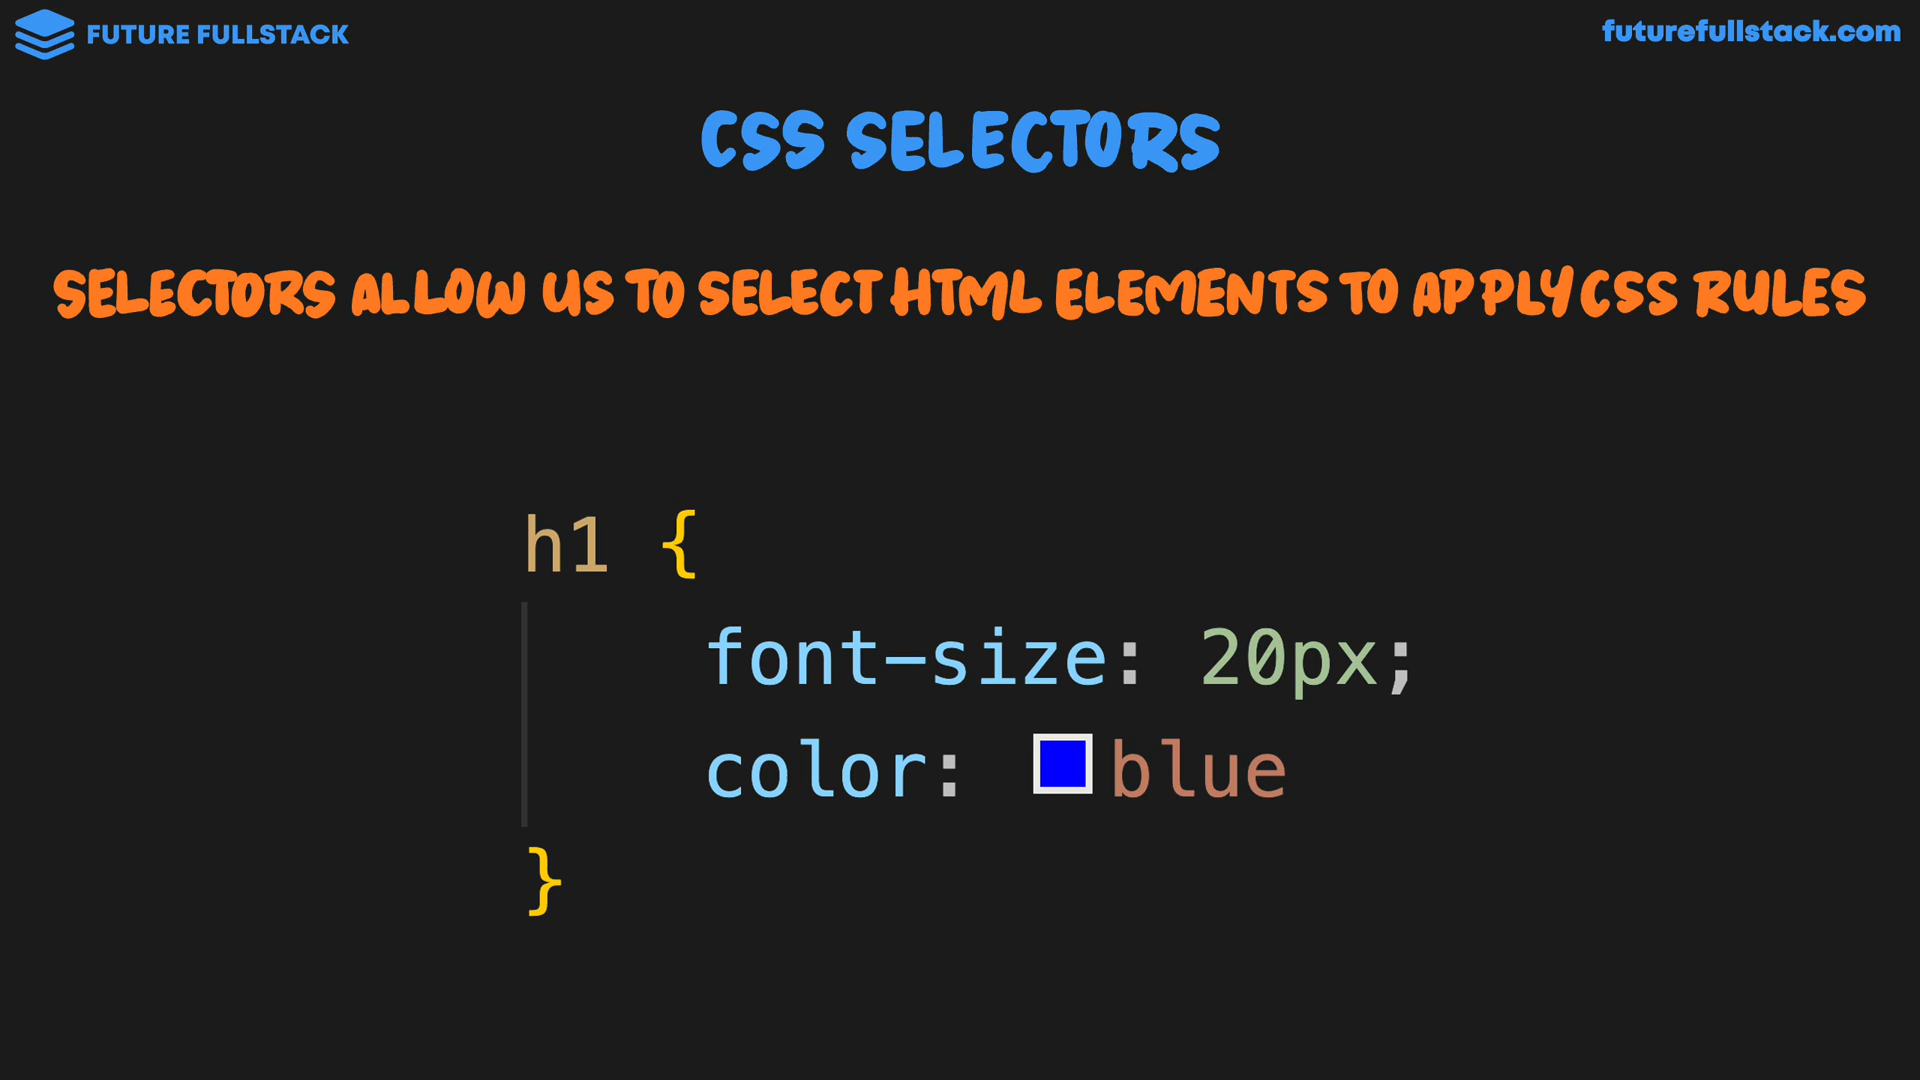 FUTURE FULLSTACK
futurefullstack.com
CSS SELECTORS
SELECTORS ALLOW US TO SELECT HTML ELEMENTS TO APPLY CSS RULES
h1 {
font-size: 20px;
color: blue
}